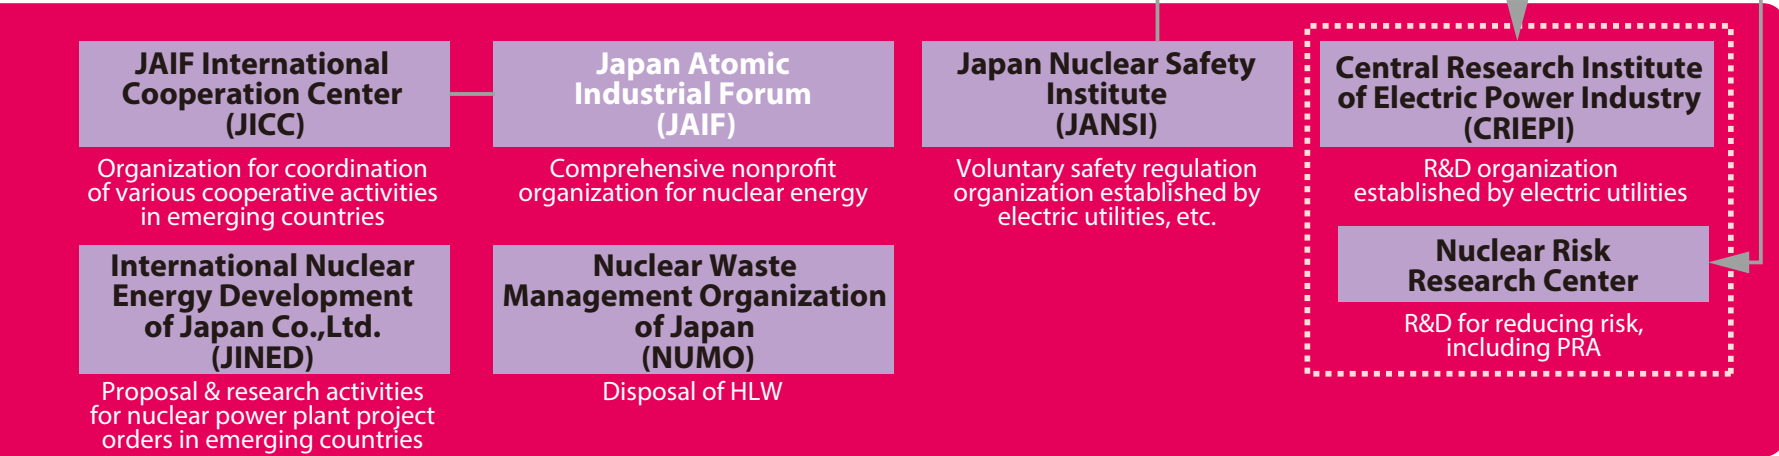 JAIF International
Cooperation Center
(JICC)
Organization for coordination
of various cooperative activities
in emerging countries
Japan Atomic
Industrial Forum
(JAIF)
Comprehensive nonprofit
organization for nuclear energy
Japan Nuclear Safety
Institute
(JANSI)
Voluntary safety regulation
organization established by
electric utilities, etc.
Central Research Institute
of Electric Power Industry
(CRIEPI)
R&D organization
established by electric utilities
International Nuclear
Energy Development
of Japan Co.,Ltd.
(JINED)
Proposal & research activities
for nuclear power plant project
orders in emerging countries
Nuclear Waste
Management Organization
of Japan
(NUMO)
Disposal of HLW
Nuclear Risk
Research Center
R&D for reducing risk,
including PRA